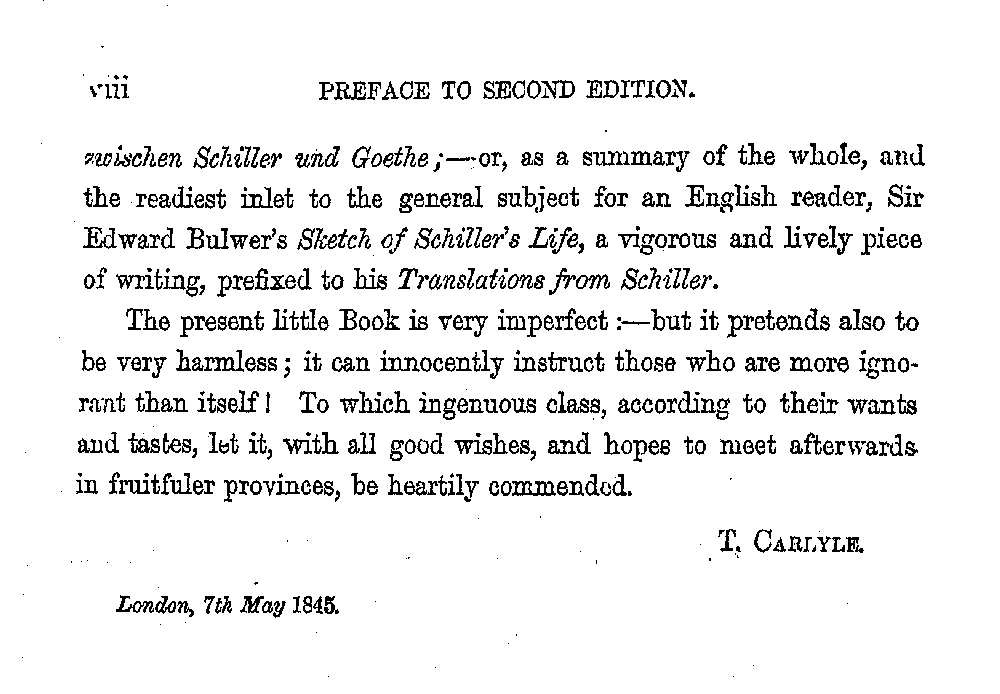 viii PREFACE TO SECOND EDITION.
zwischen Schiller und Goethe;—or, as a summary of the whole, and
the readiest inlet to the general subject for an English reader, Sir
Edward Bulwer's Sketch of Schiller's Life, a vigorous and lively piece
of writing, prefixed to his Translations from Schiller.
The present little Book is very imperfect:—but it pretends also to
be very harmless; it can innocently instruct those who are more igno-
rant than itself! To which ingenuous class, according to their wants
and tastes, let it, with all good wishes, and hopes to meet afterwards
in fruitfuler provinces, be heartily commended.
T. CARLYLE.
London, 7th May 1845.